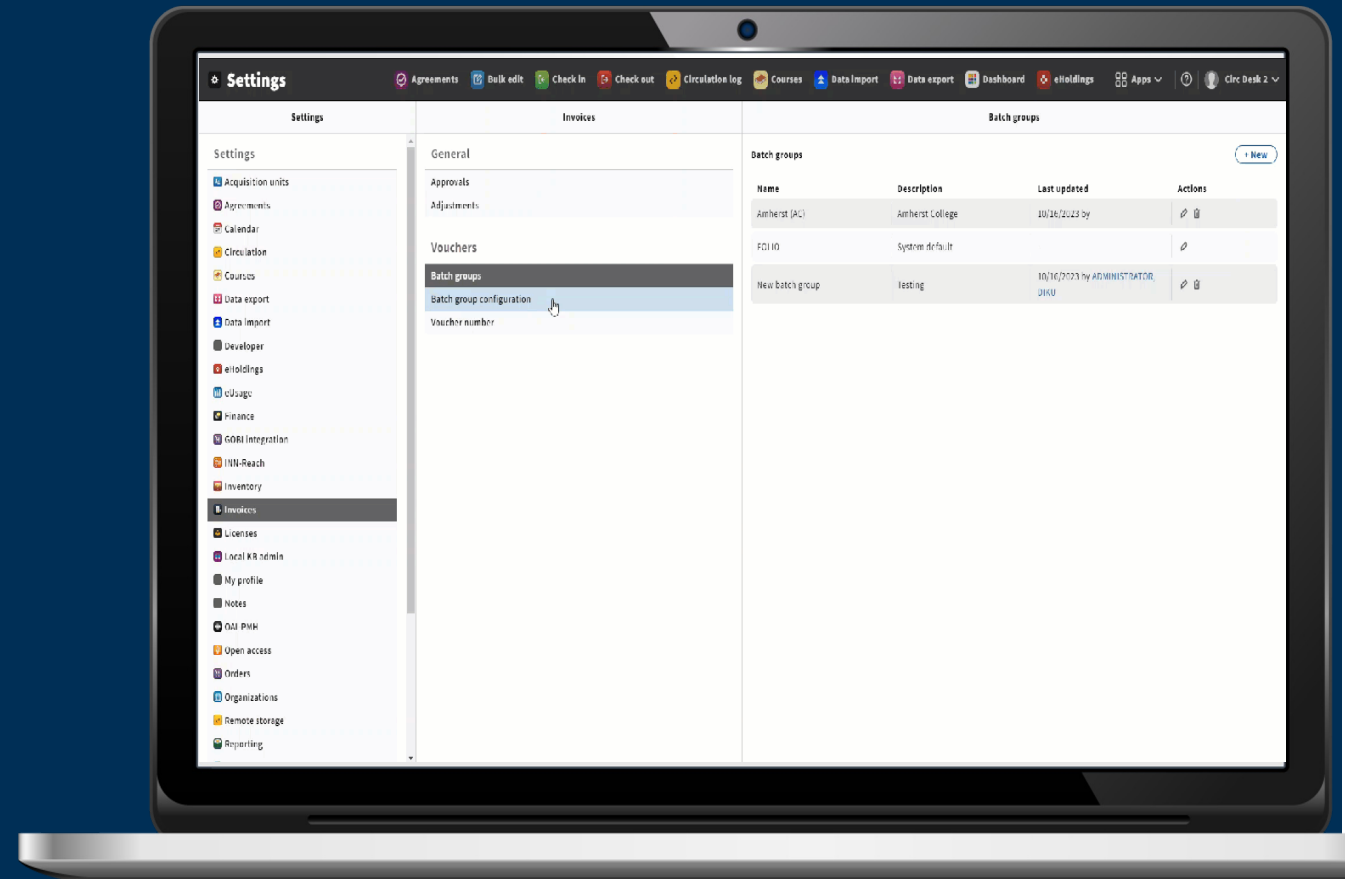 Settings
Agreements
Bulk edit
Check in
Check out
Circulation log
Courses
Data import
Data export
Dashboard
eHoldings
Apps
Circ Desk 2
Settings
Invoices
Batch groups
Settings
Acquisition units
Agreements
Calendar
Circulation
Courses
Data export
Data import
Developer
eHoldings
eUsage
Finance
GOBI integration
INN-Reach
Inventory
Invoices
Licenses
Local KB admin
My profile
Notes
OAI-PMH
Open access
Orders
Organizations
Remote storage
Reporting
General
Approvals
Adjustments
Vouchers
Batch groups
Batch group configuration
Voucher number
Batch groups
+ New
Name Description Last updated Actions
Amherst (AC) Amherst College 10/16/2023 by
FOLIO System default
New batch group Testing 10/16/2023 by ADMINISTRATOR,
DIKU